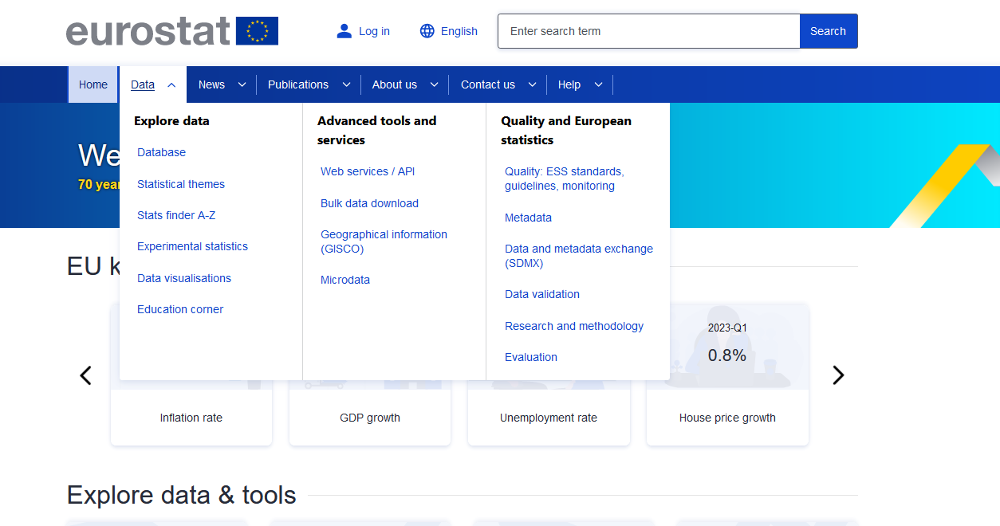 eurostat
Log in
English
Enter search term
Search
Home
Data
News
Publications
About us
Contact us
Help
Explore data
Database
Statistical themes
Stats finder A-Z
Experimental statistics
Data visualisations
Education corner
Advanced tools and
services
Web services / API
Bulk data download
Geographical information
(GISCO)
Microdata
Quality and European
statistics
Quality: ESS standards,
guidelines, monitoring
Metadata
Data and metadata exchange
(SDMX)
Data validation
Research and methodology
Evaluation
We
70 year
EU k
2023-Q1
0.8%
Inflation rate
GDP growth
Unemployment rate
House price growth
Explore data & tools